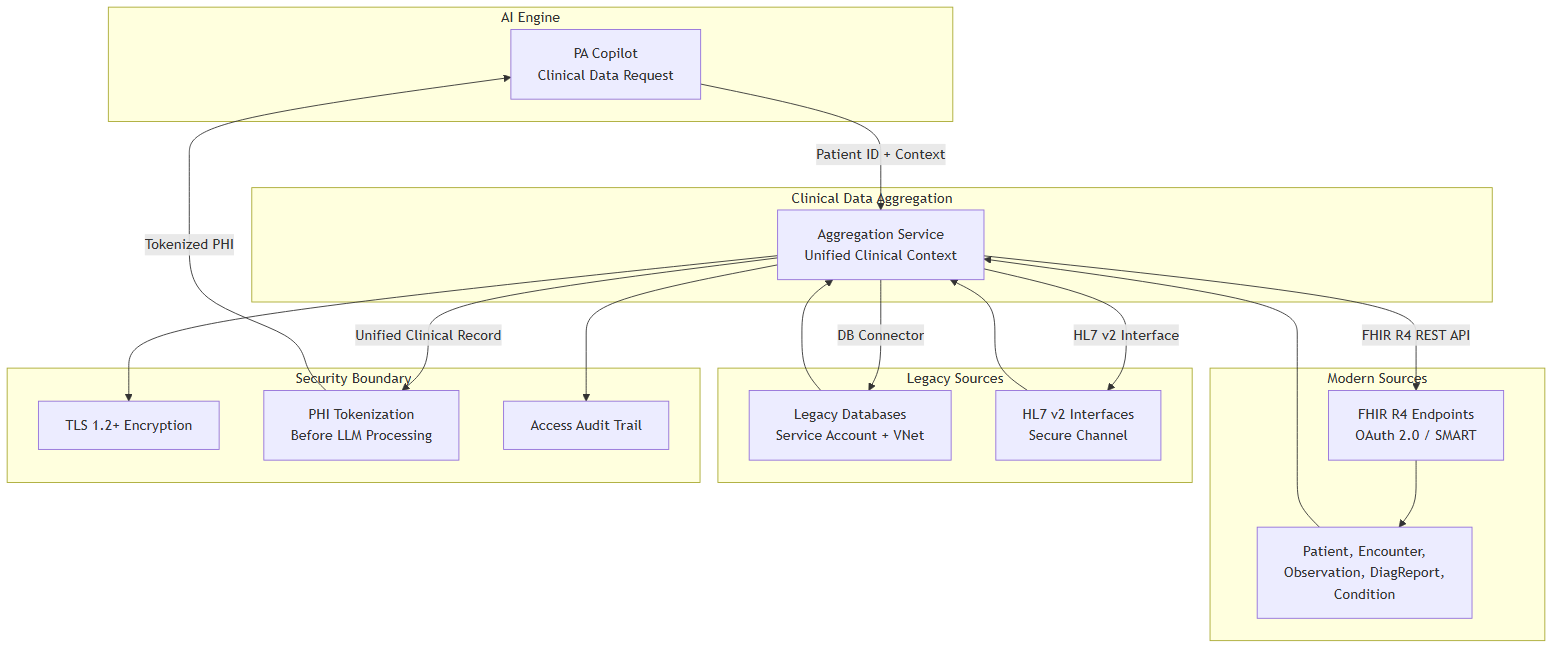 AI Engine
PA Copilot
Clinical Data Request
Patient ID + Context
Clinical Data Aggregation
Aggregation Service
Unified Clinical Context
Tokenized PHI
Unified Clinical Record
DB Connector
HL7 v2 Interface
FHIR R4 REST API
Security Boundary
TLS 1.2+ Encryption
PHI Tokenization
Before LLM Processing
Access Audit Trail
Legacy Sources
Legacy Databases
Service Account + VNet
HL7 v2 Interfaces
Secure Channel
Modern Sources
FHIR R4 Endpoints
OAuth 2.0 / SMART
Patient, Encounter,
Observation, DiagReport,
Condition